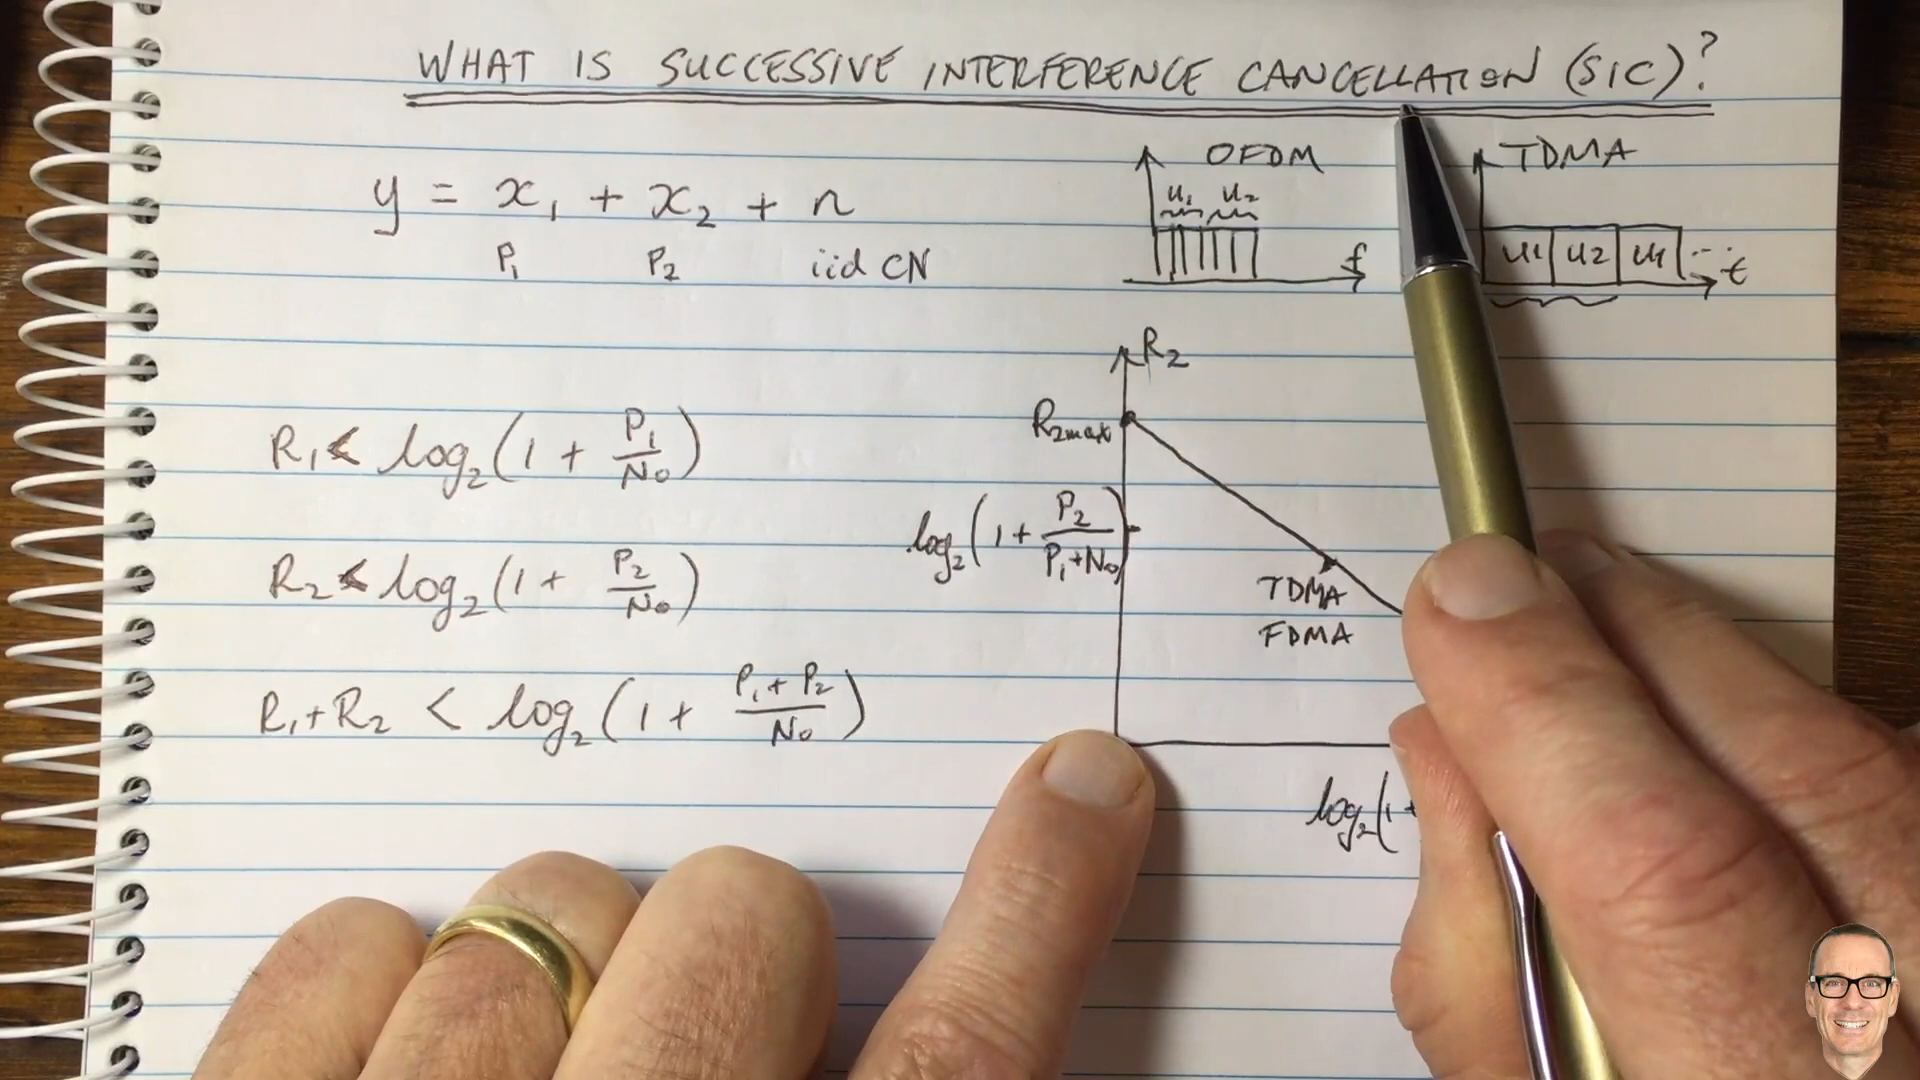 WHAT IS SUCCESSIVE INTERFERENCE CANCELLATION (SIC)?
y = x₁ + x₂ + n
P₁ P₂ iid CN
OFDM
u₁ u₂
f
TDMA
u1 u2 u1 ...
t
R₁ < log₂(1 + P₁/N₀)
R₂ < log₂(1 + P₂/N₀)
R₁+R₂ < log₂(1 + (P₁+P₂)/N₀)
R₂
R₂max
log₂(1 + P₂/(P₁+N₀)
TDMA
FDMA
log₂(1+